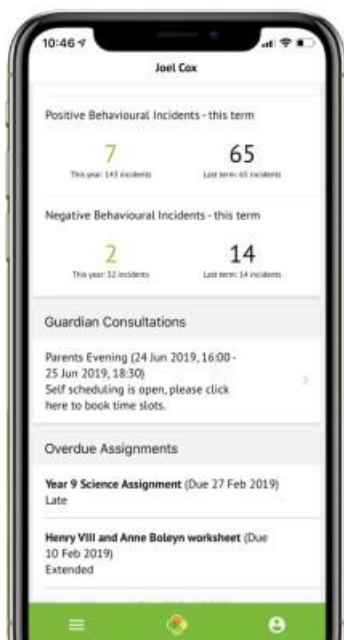 10:46
Joel Cox
Positive Behavioural Incidents - this term
7 65
This year: 143 incidents Last term: 65 incidents
Negative Behavioural Incidents - this term
2 14
This year: 52 incidents Last term: 14 incidents
Guardian Consultations
Parents Evening (24 Jun 2019, 16:00 -
25 Jun 2019, 18:30)
Self scheduling is open, please click
here to book time slots.
Overdue Assignments
Year 9 Science Assignment (Due 27 Feb 2019)
Late
Henry VIII and Anne Boleyn worksheet (Due
10 Feb 2019)
Extended